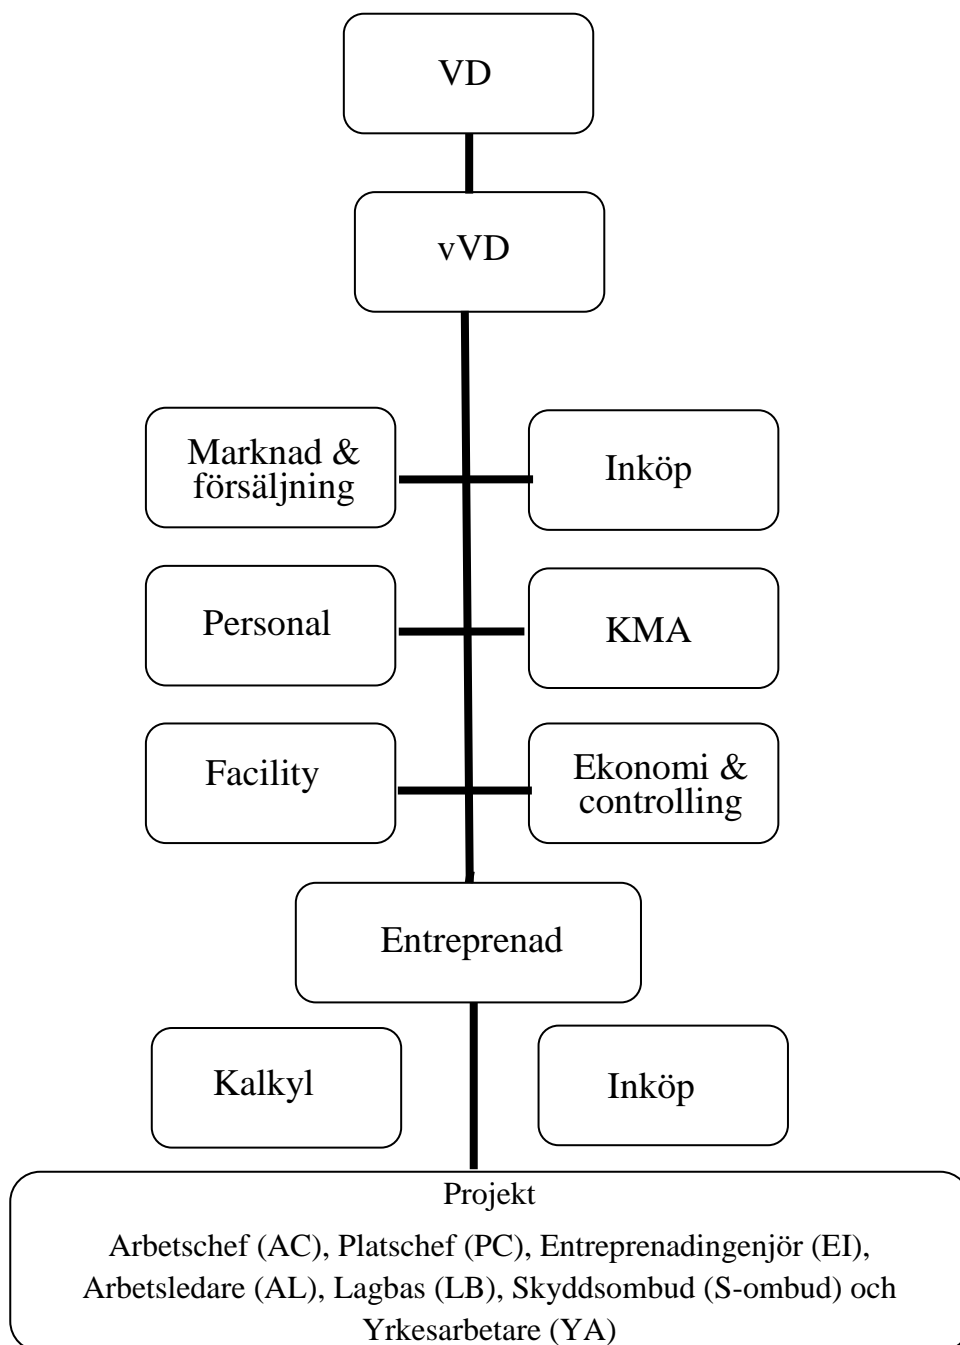 VD
vVD
Marknad &
försäljning
Inköp
Personal
KMA
Facility
Ekonomi &
controlling
Entreprenad
Kalkyl
Inköp
Projekt
Arbetschef (AC), Platschef (PC), Entreprenadingenjör (EI),
Arbetsledare (AL), Lagbas (LB), Skyddsombud (S-ombud) och
Yrkesarbetare (YA)